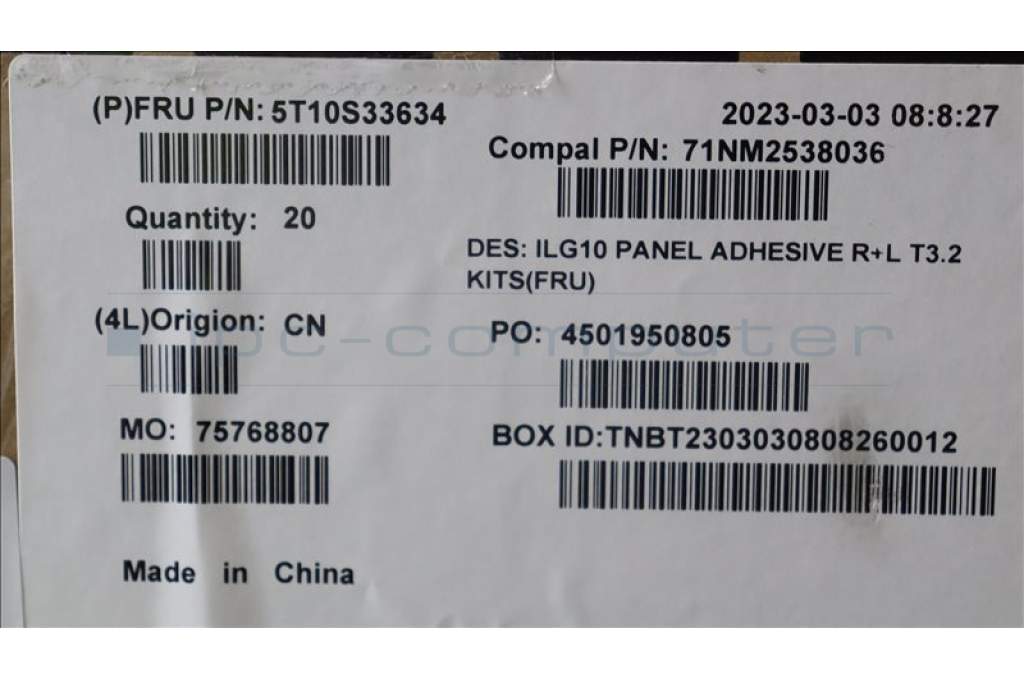 (P)FRU P/N: 5T10S33634
2023-03-03 08:8:27
Compal P/N: 71NM2538036
Quantity: 20
DES: ILG10 PANEL ADHESIVE R+L T3.2
KITS(FRU)
(4L)Origion: CN
PO: 4501950805
ipc-computer
MO: 75768807
BOX ID:TNBT2303030808260012
Made in China